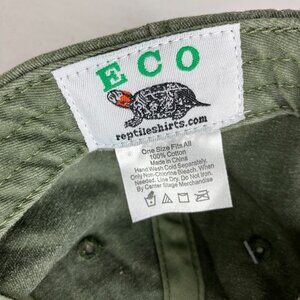 ECO
reptileshirts.com
One Size Fits All
100% Cotton
Made in China
Hand Wash Cold Separately.
Only Non-Chlorine Bleach, When
Needed. Line Dry. Do Not Iron.
By Center Stage Merchandise